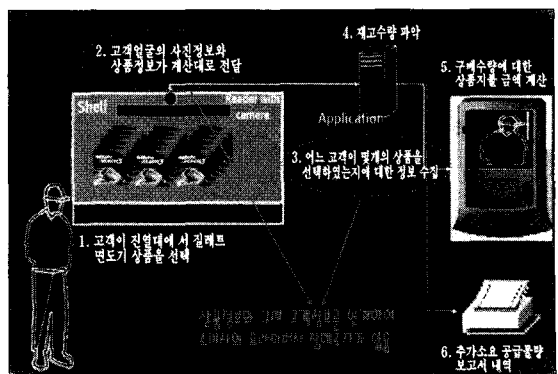 2. 고객얼굴의 사진정보와
상품정보가 계산대로 전달
4. 재고수량 파악
5. 구매수량에 대한
상품지불 금액 계산
Shelf
Reader with
camera
Application
3. 어느 고객이 몇개의 상품을
선택하였는지에 대한 정보 수집
1. 고객이 진열대에 서 질레트
면도기 상품을 선택
상품정보와
6. 추가소요 공급물량
보고서 내역